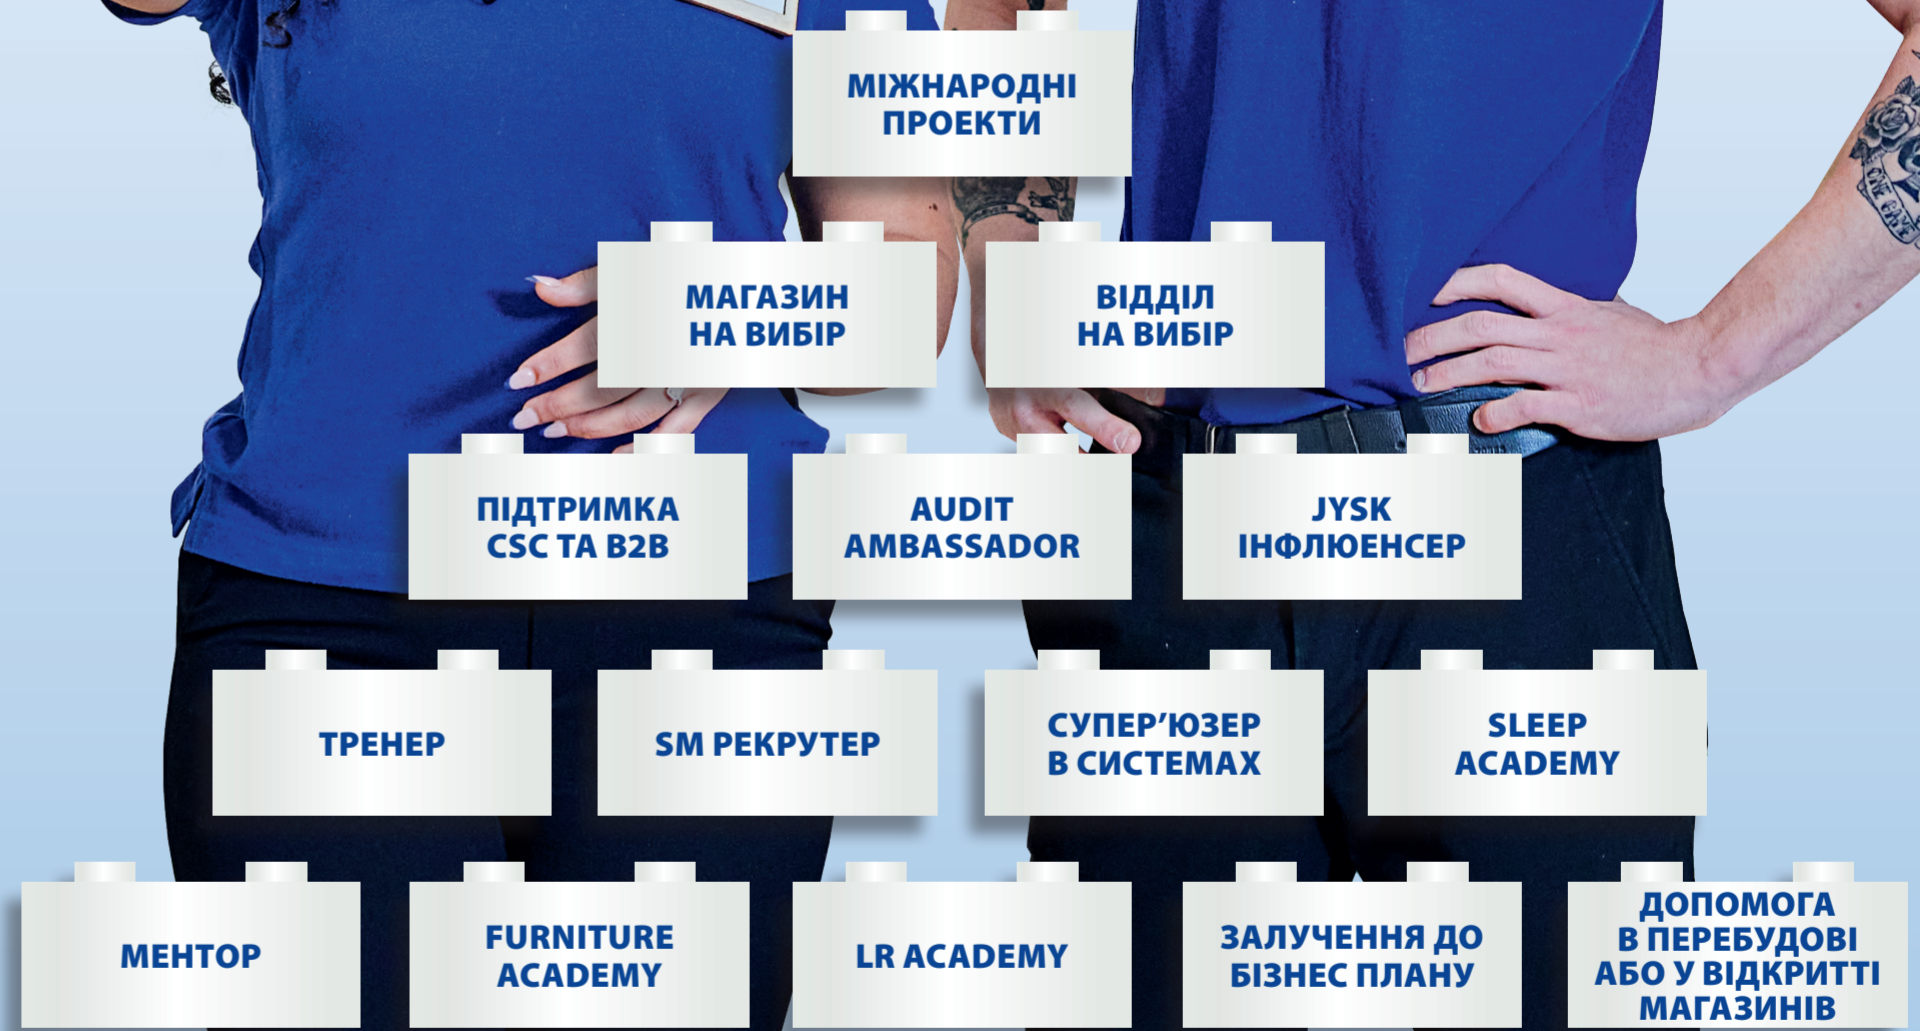 МІЖНАРОДНІ
ПРОЕКТИ
МАГАЗИН
НА ВИБІР
ВІДДІЛ
НА ВИБІР
ПІДТРИМКА
CSC ТА B2B
AUDIT
AMBASSADOR
JYSK
ІНФЛЮЕНСЕР
ТРЕНЕР
SM РЕКРУТЕР
СУПЕР’ЮЗЕР
В СИСТЕМАХ
SLEEP
ACADEMY
МЕНТОР
FURNITURE
ACADEMY
LR ACADEMY
ЗАЛУЧЕННЯ ДО
БІЗНЕС ПЛАНУ
ДОПОМОГА
В ПЕРЕБУДОВІ
АБО У ВІДКРИТТІ
МАГАЗИНІВ